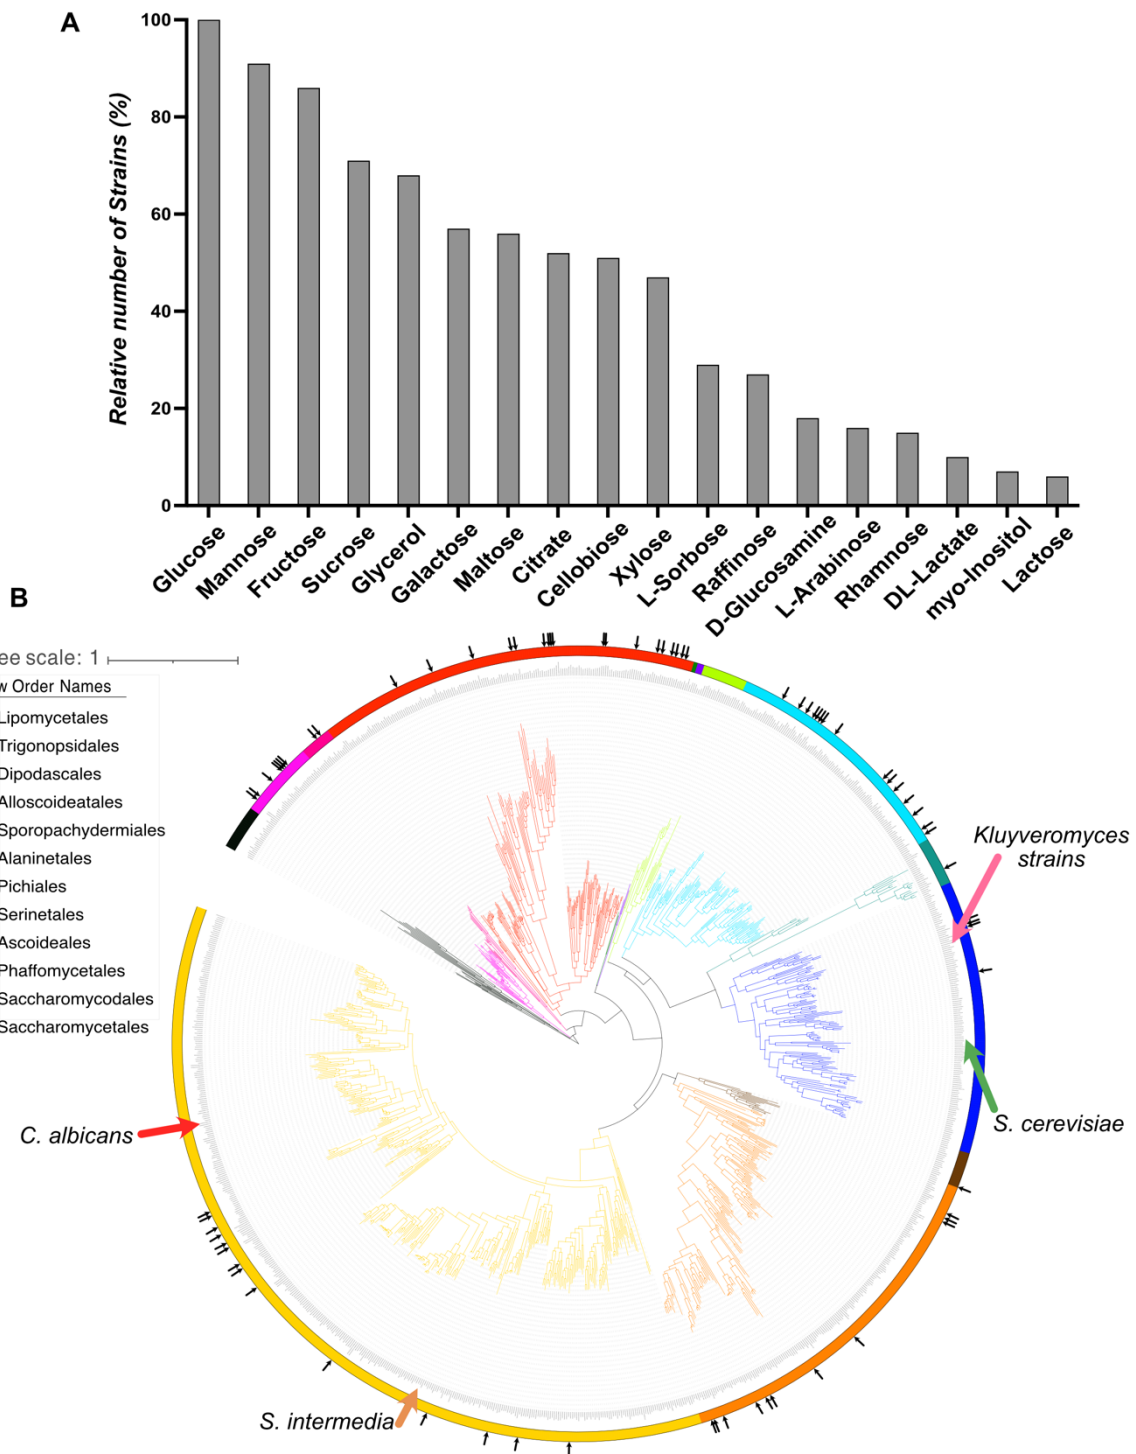 A
Relative number of Strains (%)
100
80
60
40
20
0
Glucose
Mannose
Fructose
Sucrose
Glycerol
Galactose
Maltose
Citrate
Cellobiose
Xylose
L-Sorbose
Raffinose
D-Glucosamine
L-Arabinose
Rhamnose
DL-Lactate
myo-Inositol
Lactose
B
ee scale: 1
w Order Names
Lipomycetales
Trigonopsidales
Dipodascales
Alloscoideatales
Sporopachydermiales
Alaninetales
Pichiales
Serinetales
Ascoideales
Phaffomycetales
Saccharomycodales
Saccharomycetales
Kluyveromyces
strains
S. cerevisiae
C. albicans
S. intermedia